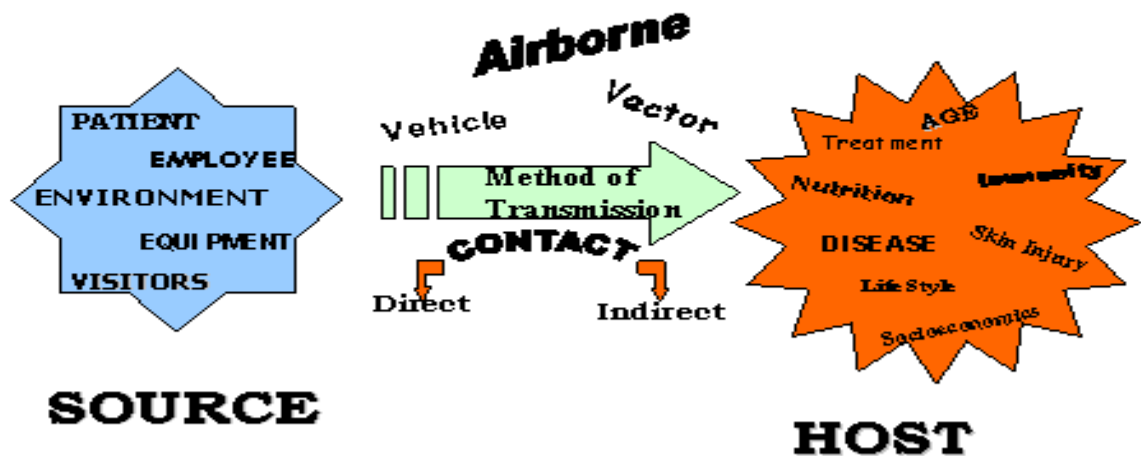 PATIENT
EMPLOYEE
ENVIRONMENT
EQUIPMENT
VISITORS
SOURCE
Airborne
Vehicle
Vactor
Method of
Transmission
CONTACT
Direct
Indirect
AGE
Treatment
Immunity
Nutrition
DISEASE
Skin Injury
Life Style
Socioeconomics
HOST